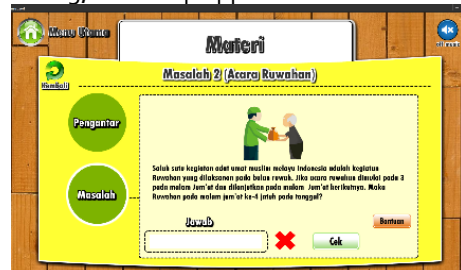 Menu Utama
Materi
Masalah 2 (Acara Ruwahan)
Kembali
Pengantar
Masalah
Salah satu kegiatan adat umat muslim melayu Indonesia adalah kegiatan
Ruwahan yang dilaksanan pada bulan rowah. Jika acara ruwahan dimulai pada 3
pada malam Jum'at dan dilanjutkan pada malam Jum'at berikutnya. Maka
Ruwahan pada malam jum'at ke-4 jatuh pada tanggal?
Jawab
Bantuan
Cek